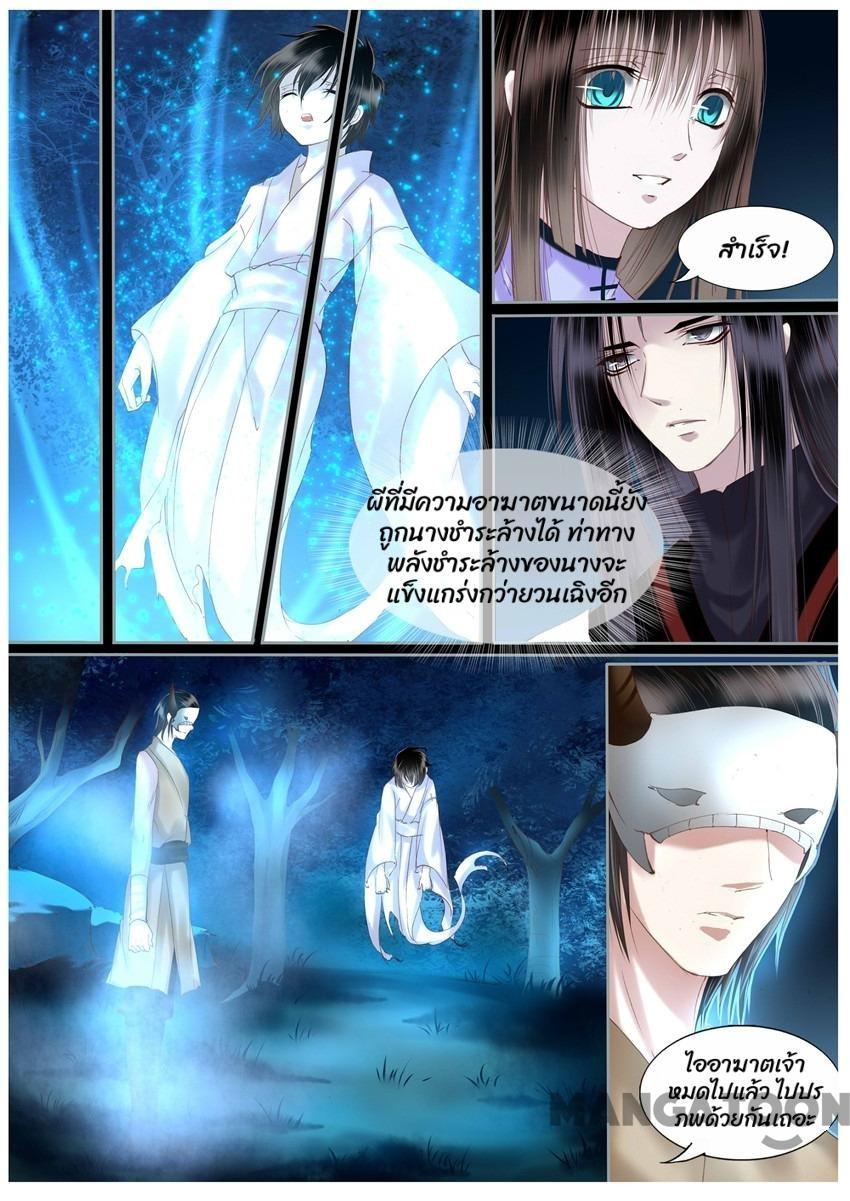 สำเร็จ!
ผีที่มีความอาฆาตขนาดนี้ยัง
ถูกนางชำระล้างได้ ท่าทาง
พลังชำระล้างของนางจะ
แข็งแกร่งกว่ายวนเฉิงอีก
ไออาฆาตเจ้า
หมดไปแล้ว ไปปร
ภพด้วยกันเถอะ
MANGATOON